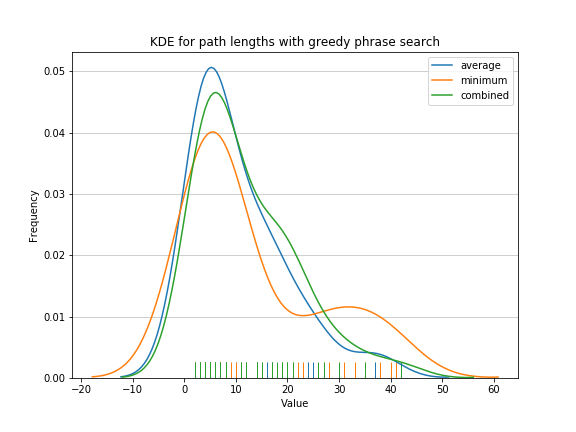 KDE for path lengths with greedy phrase search
average
minimum
combined
0.05
0.04
0.03
0.02
0.01
0.00
Frequency
−20
−10
0
10
20
30
40
50
60
Value